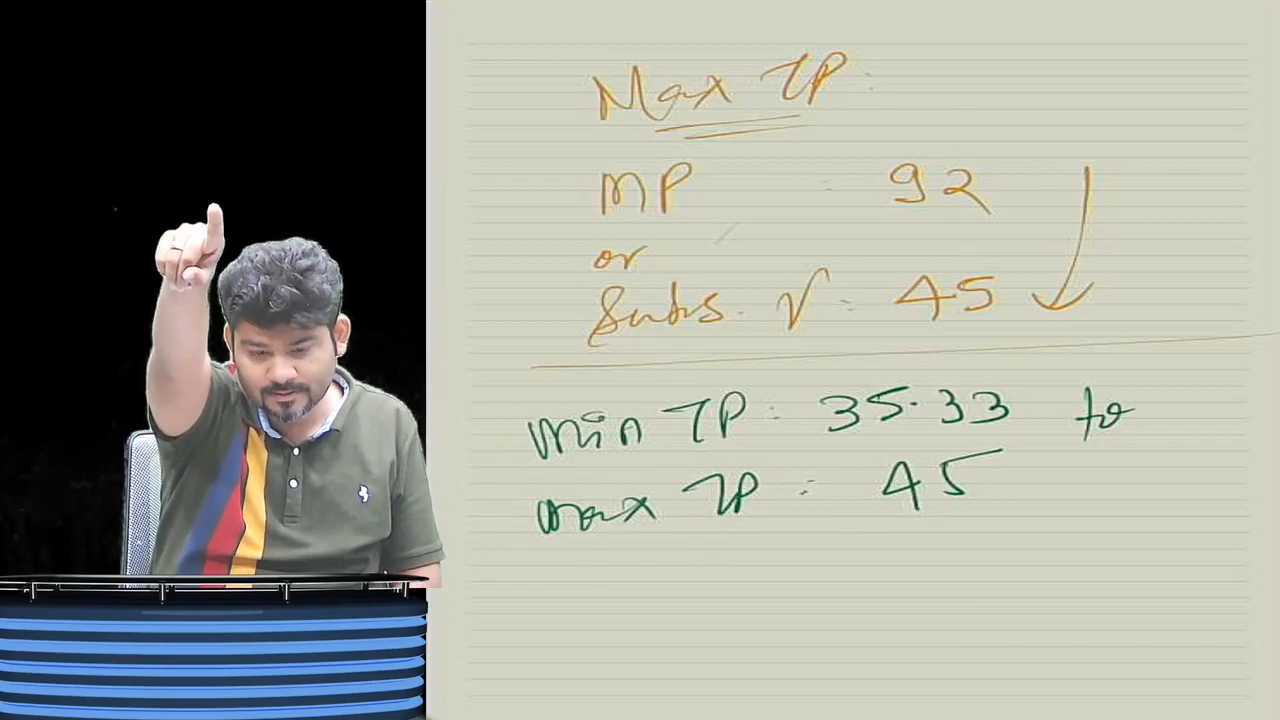 Max TP:
MP : 92
or
Subs. V : 45
Min TP : 35.33 to
Max TP : 45